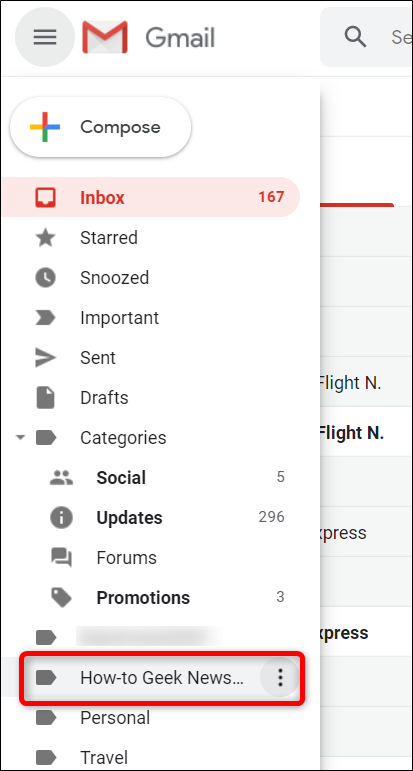 Gmail
Se
Compose
Inbox 167
Starred
Snoozed
Important
Sent
Flight N.
Drafts
Flight N.
Categories
Social 5
Updates 296
xpress
Forums
Promotions 3
xpress
How-to Geek News...
Personal
Travel